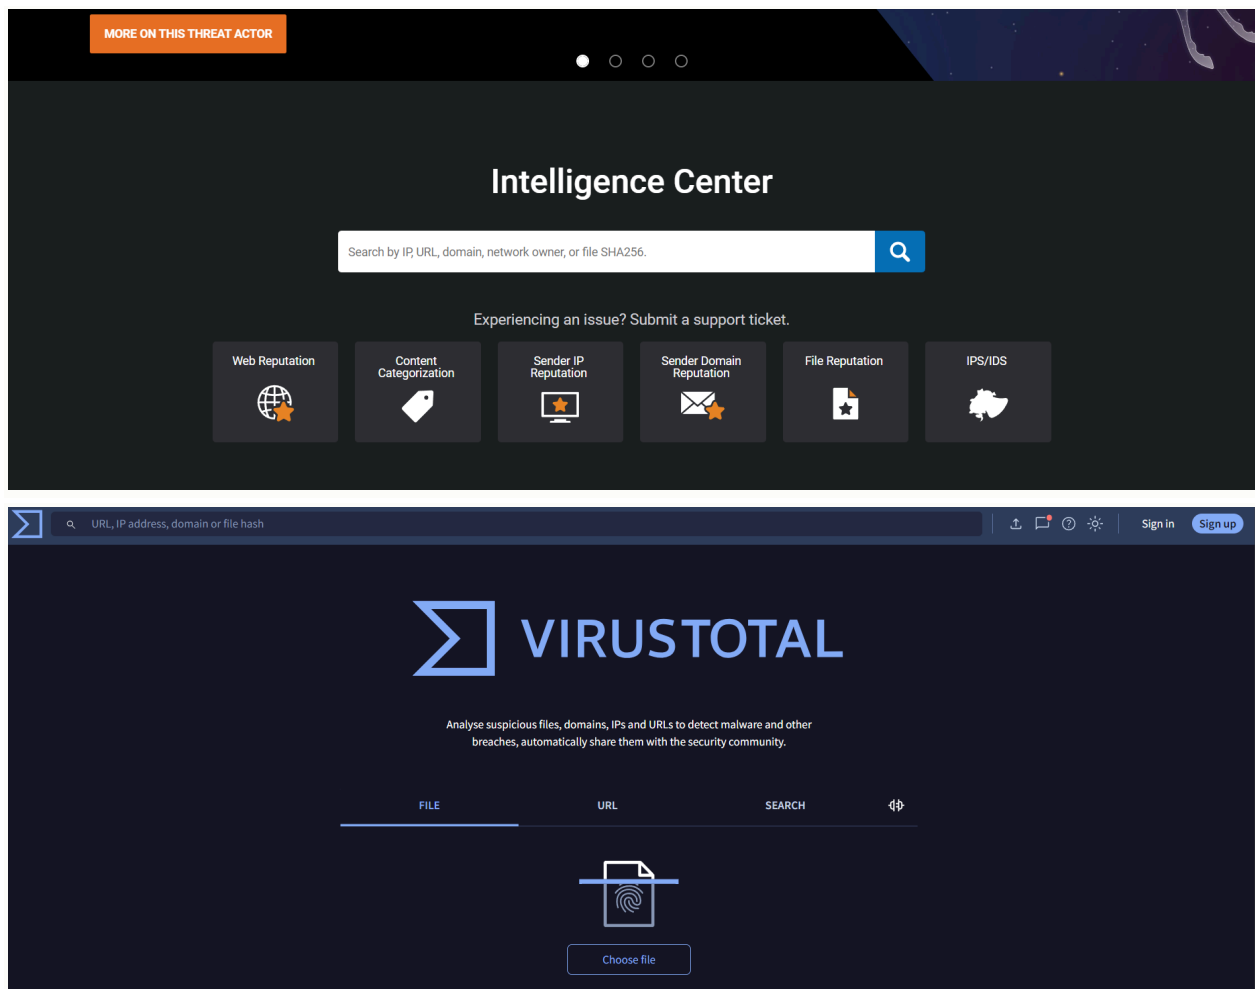 MORE ON THIS THREAT ACTOR
Intelligence Center
Search by IP, URL, domain, network owner, or file SHA256.
Experiencing an issue? Submit a support ticket.
Web Reputation
Content
Categorization
Sender IP
Reputation
Sender Domain
Reputation
File Reputation
IPS/IDS
URL, IP address, domain or file hash
Sign in
Sign up
VIRUSTOTAL
Analyse suspicious files, domains, IPs and URLs to detect malware and other
breaches, automatically share them with the security community.
FILE
URL
SEARCH
Choose file